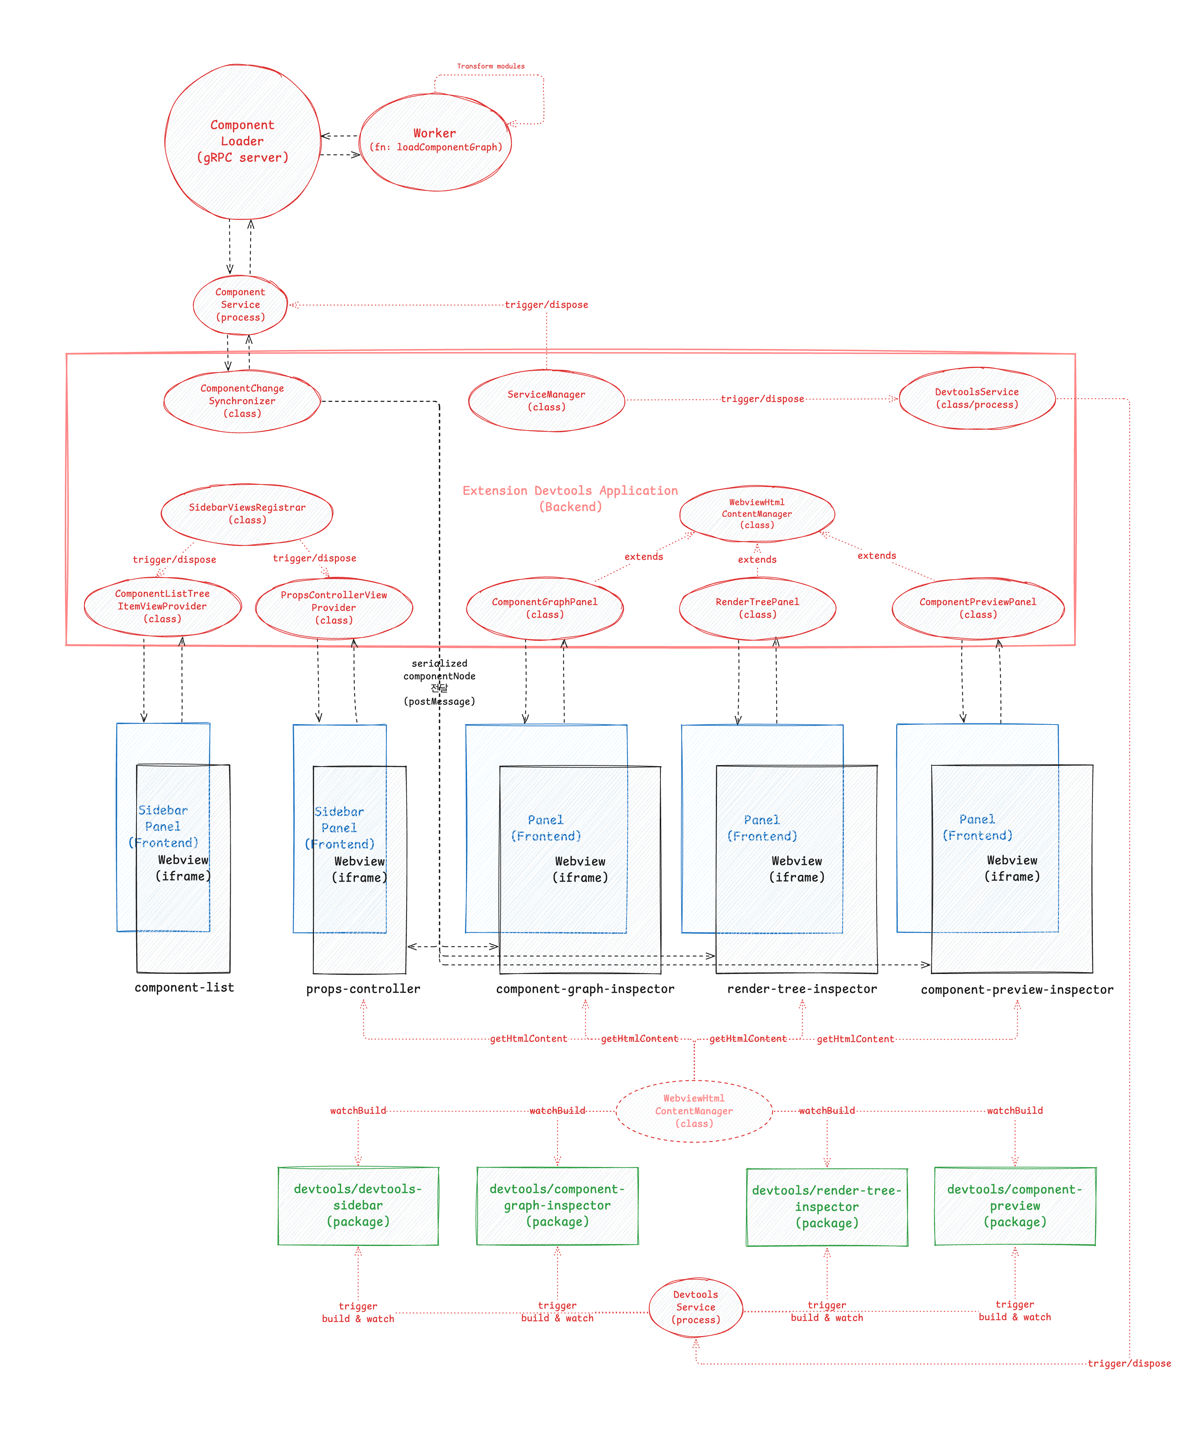 Transform modules
Component
Loader
(gRPC server)
Worker
(fn: loadComponentGraph)
Component
Service
(process)
trigger/dispose
ComponentChange
Synchronizer
(class)
ServiceManager
(class)
trigger/dispose
DevtoolsService
(class/process)
Extension Devtools Application
(Backend)
SidebarViewsRegistrar
(class)
WebviewHtml
ContentManager
(class)
trigger/dispose
trigger/dispose
extends
extends
extends
ComponentListTree
ItemViewProvider
(class)
PropsControllerView
Provider
(class)
ComponentGraphPanel
(class)
RenderTreePanel
(class)
ComponentPreviewPanel
(class)
serialized
componentNode
전달
(postMessage)
Sidebar
Panel
(Frontend)
Webview
(iframe)
Sidebar
Panel
(Frontend)
Webview
(iframe)
Panel
(Frontend)
Webview
(iframe)
Panel
(Frontend)
Webview
(iframe)
Panel
(Frontend)
Webview
(iframe)
component-list
props-controller
component-graph-inspector
render-tree-inspector
component-preview-inspector
getHtmlContent
getHtmlContent
getHtmlContent
getHtmlContent
WebviewHtml
ContentManager
(class)
watchBuild
watchBuild
watchBuild
watchBuild
devtools/devtools-
sidebar
(package)
devtools/component-
graph-inspector
(package)
devtools/render-tree-
inspector
(package)
devtools/component-
preview
(package)
trigger
build & watch
trigger
build & watch
Devtools
Service
(process)
trigger
build & watch
trigger
build & watch
trigger/dispose